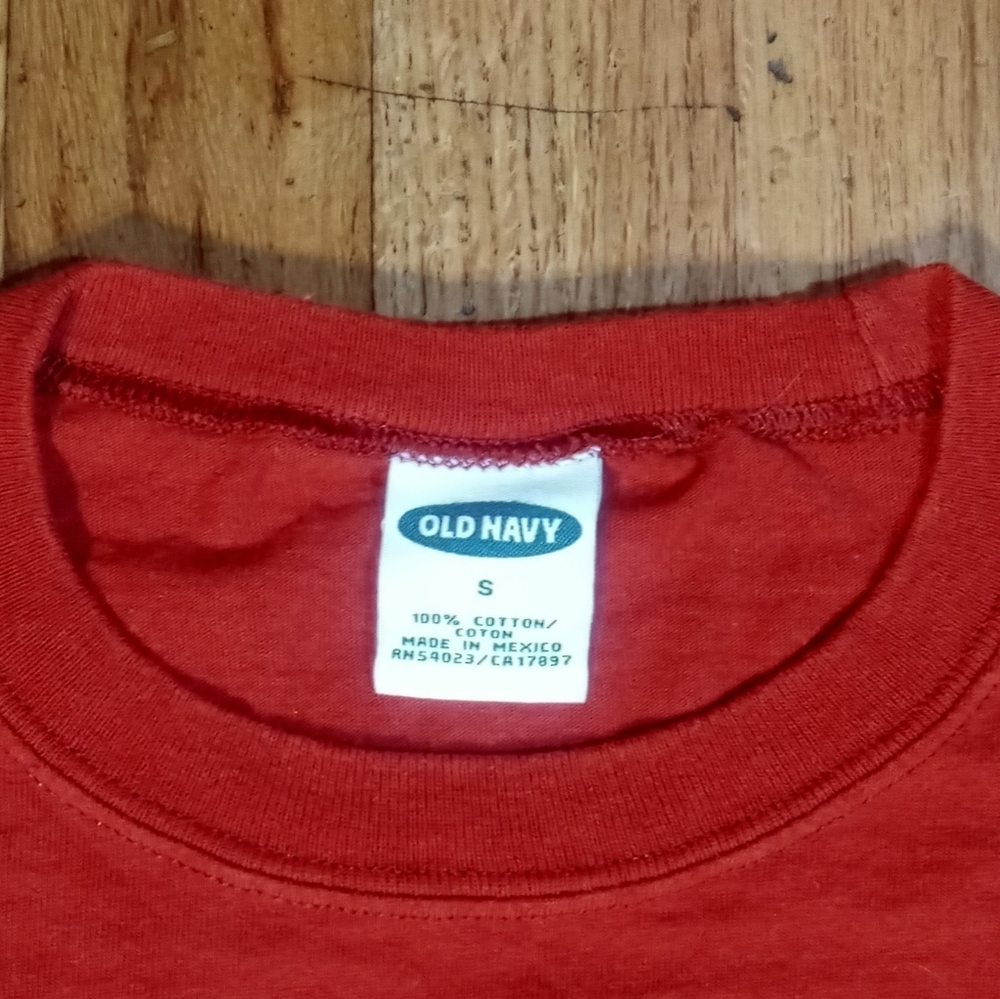 OLD NAVY
S
100% COTTON/
COTON
MADE IN MEXICO
RN54023/CA17897